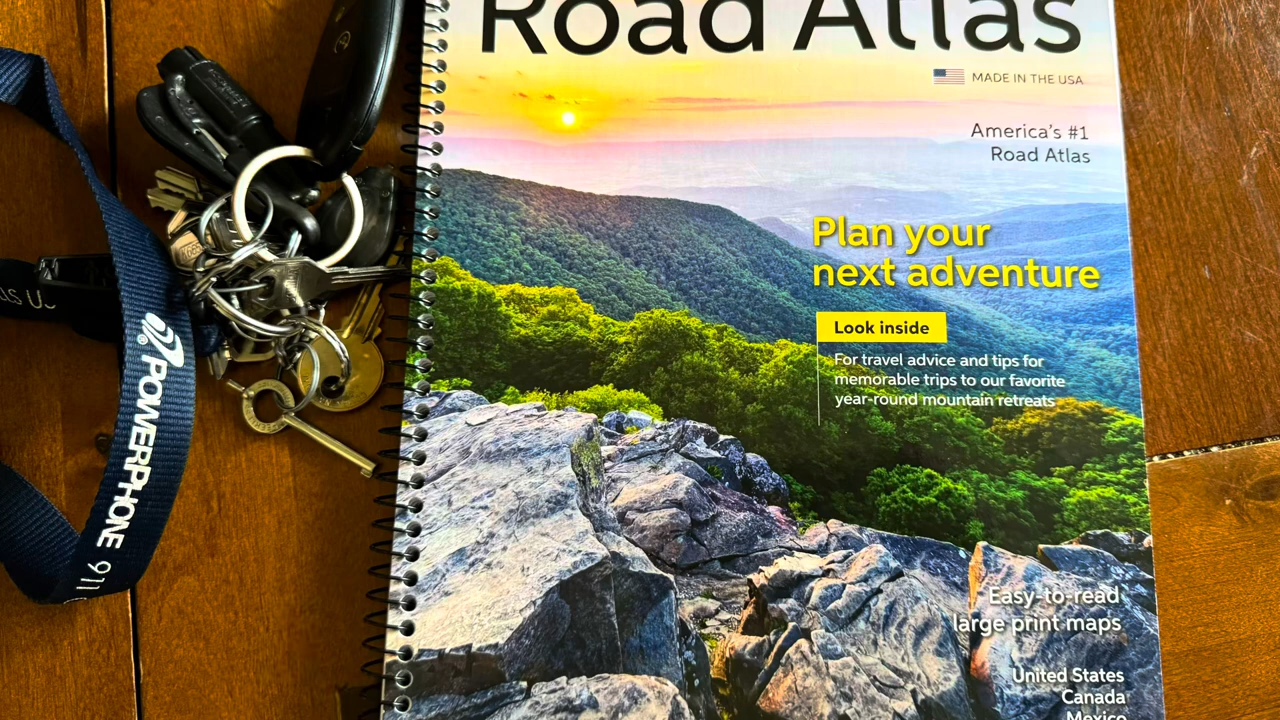 Road Atlas
MADE IN THE USA
America's #1
Road Atlas
Plan your
next adventure
Look inside
For travel advice and tips for
memorable trips to our favorite
year-round mountain retreats
Easy-to-read
large print maps
United States
Canada
Mexico
POWERPHONE 911
US